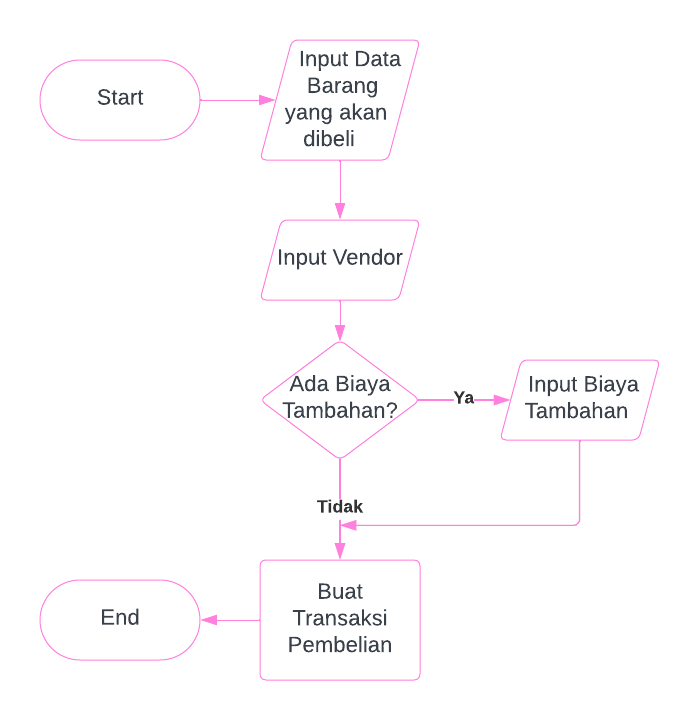 Start
Input Data
Barang
yang akan
dibeli
Input Vendor
Ada Biaya
Tambahan?
Ya
Input Biaya
Tambahan
Tidak
Buat
Transaksi
Pembelian
End